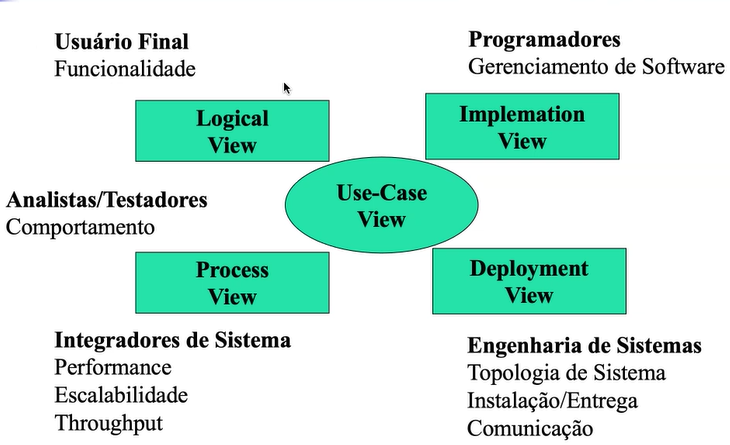 Usuário Final
Funcionalidade
Programadores
Gerenciamento de Software
Logical
View
Implemation
View
Analistas/Testadores
Comportamento
Use-Case
View
Process
View
Deployment
View
Integradores de Sistema
Performance
Escalabilidade
Throughput
Engenharia de Sistemas
Topologia de Sistema
Instalação/Entrega
Comunicação